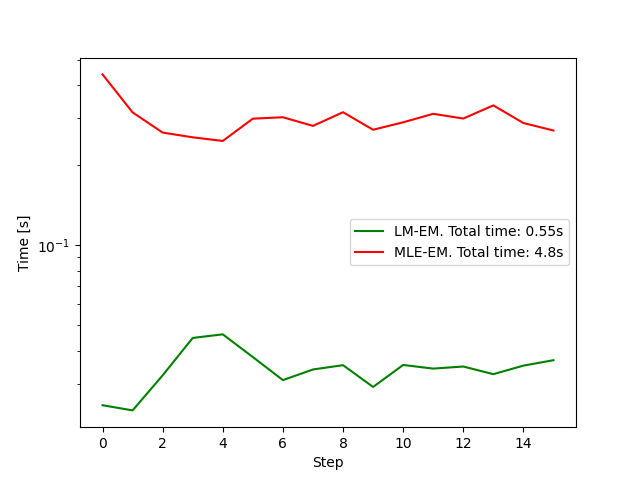 Time [s]
10⁻¹
LM-EM. Total time: 0.55s
MLE-EM. Total time: 4.8s
0 2 4 6 8 10 12 14
Step